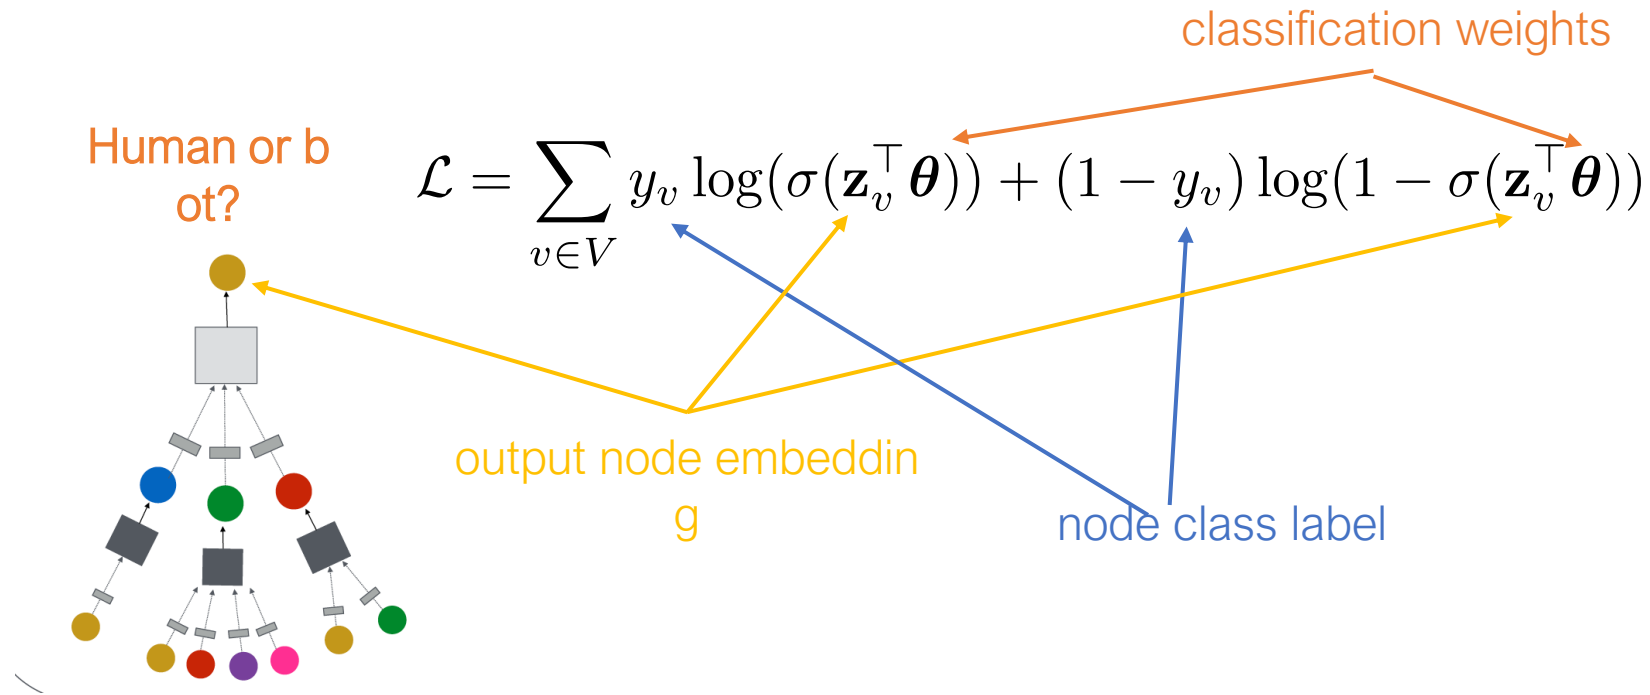 classification weights
Human or b
ot?
ℒ = ∑_{v∈V} y_v log(σ(z_v^⊤ θ)) + (1 − y_v) log(1 − σ(z_v^⊤ θ))
output node embeddin
g
node class label